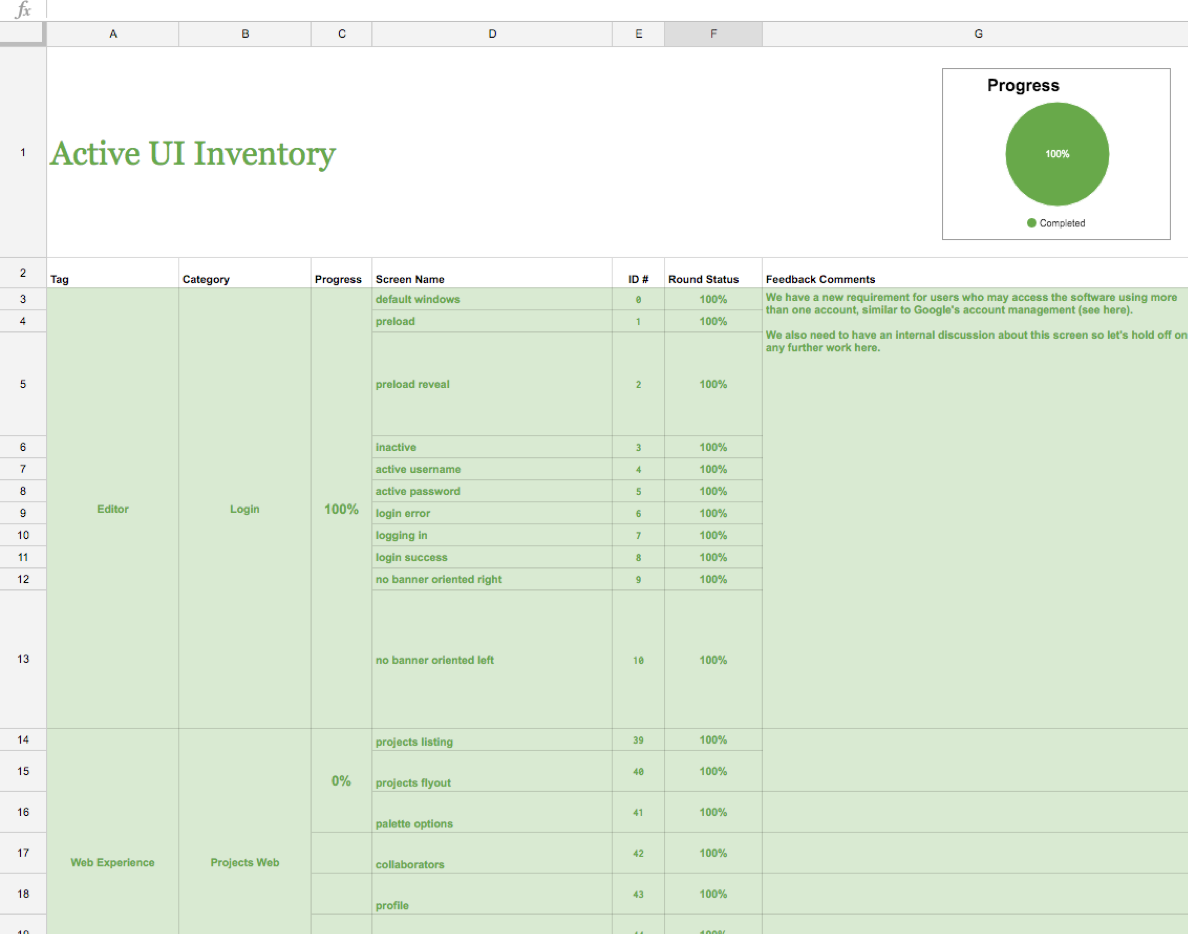 fx
A B C D E F G
1 Active UI Inventory
Progress
100%
Completed
2 Tag Category Progress Screen Name ID # Round Status Feedback Comments
3 default windows 0 100% We have a new requirement for users who may access the software using more
than one account, similar to Google's account management (see here).
4 preload 1 100%
We also need to have an internal discussion about this screen so let's hold off on
any further work here.
5 preload reveal 2 100%
6 inactive 3 100%
7 active username 4 100%
8 active password 5 100%
9 Editor Login 100% login error 6 100%
10 logging in 7 100%
11 login success 8 100%
12 no banner oriented right 9 100%
13 no banner oriented left 10 100%
14 projects listing 39 100%
15 0% projects flyout 40 100%
16 palette options 41 100%
17 Web Experience Projects Web collaborators 42 100%
18 profile 43 100%
19 44 100%